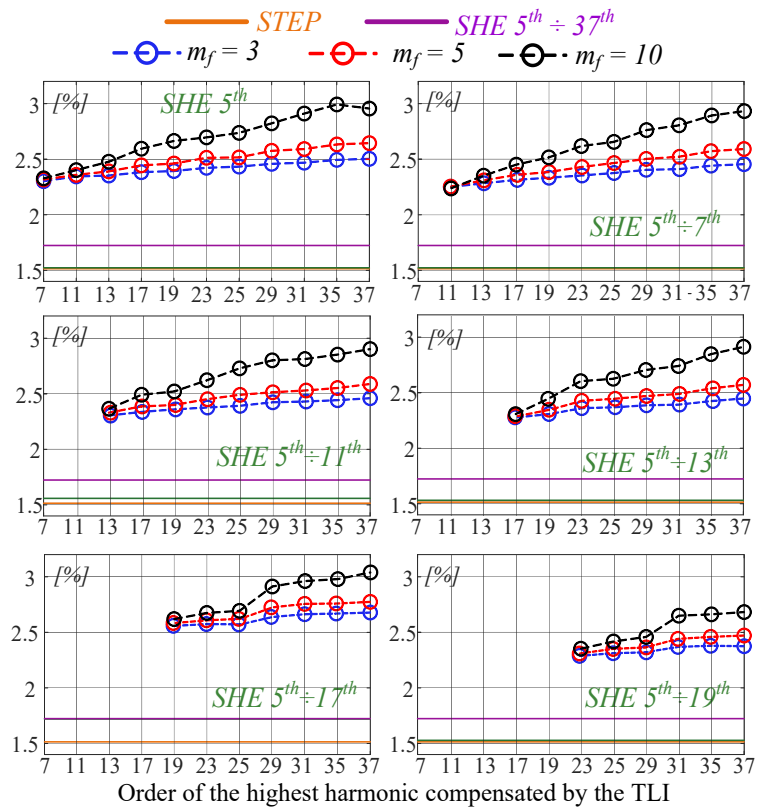 STEP SHE 5th ÷ 37th
mf = 3 mf = 5 mf = 10
[%] SHE 5th
3
2.5
2
1.5
7 11 13 17 19 23 25 29 31 35 37
[%]
3
2.5
2
SHE 5th÷7th
1.5
7 11 13 17 19 23 25 29 31-35 37
[%]
3
2.5
2
SHE 5th÷11th
1.5
7 11 13 17 19 23 25 29 31 35 37
[%]
3
2.5
2
SHE 5th÷13th
1.5
7 11 13 17 19 23 25 29 31 35 37
[%]
3
2.5
2
SHE 5th÷17th
1.5
7 11 13 17 19 23 25 29 31 35 37
[%]
3
2.5
2
SHE 5th÷19th
1.5
7 11 13 17 19 23 25 29 31 35 37
Order of the highest harmonic compensated by the TLI